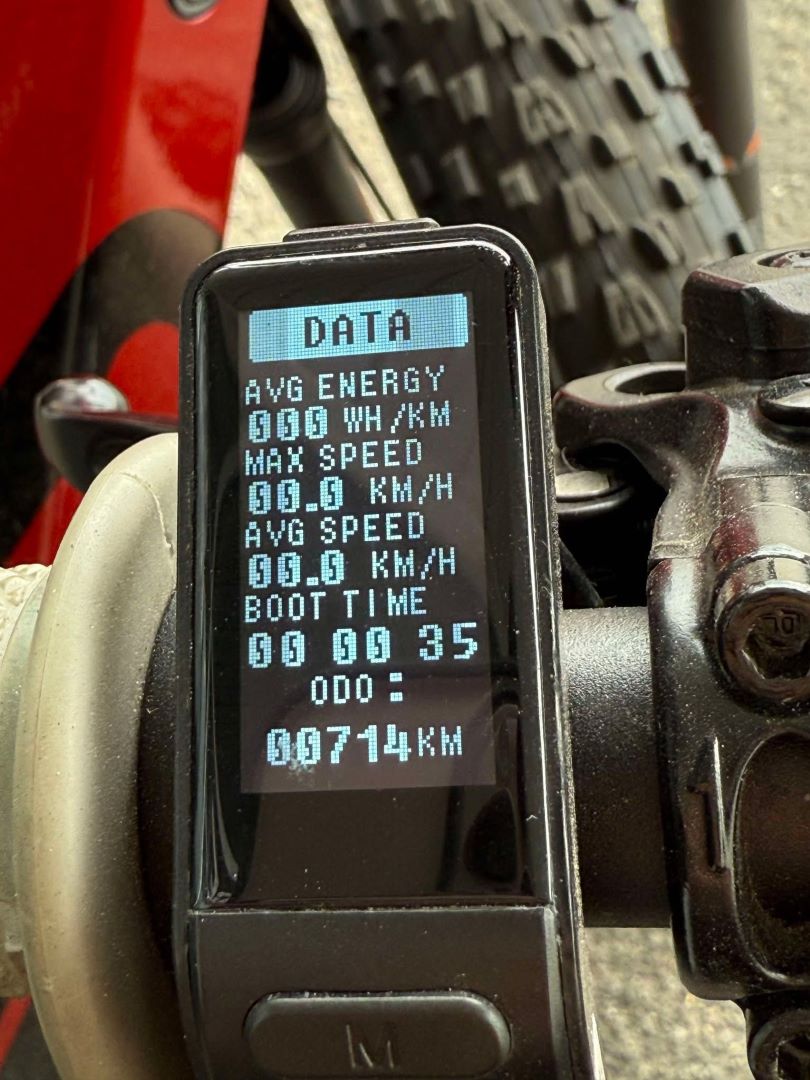 DATA
AVG ENERGY
000 WH/KM
MAX SPEED
00.0 KM/H
AVG SPEED
00.0 KM/H
BOOT TIME
00 00 35
ODO:
00714KM
M
1